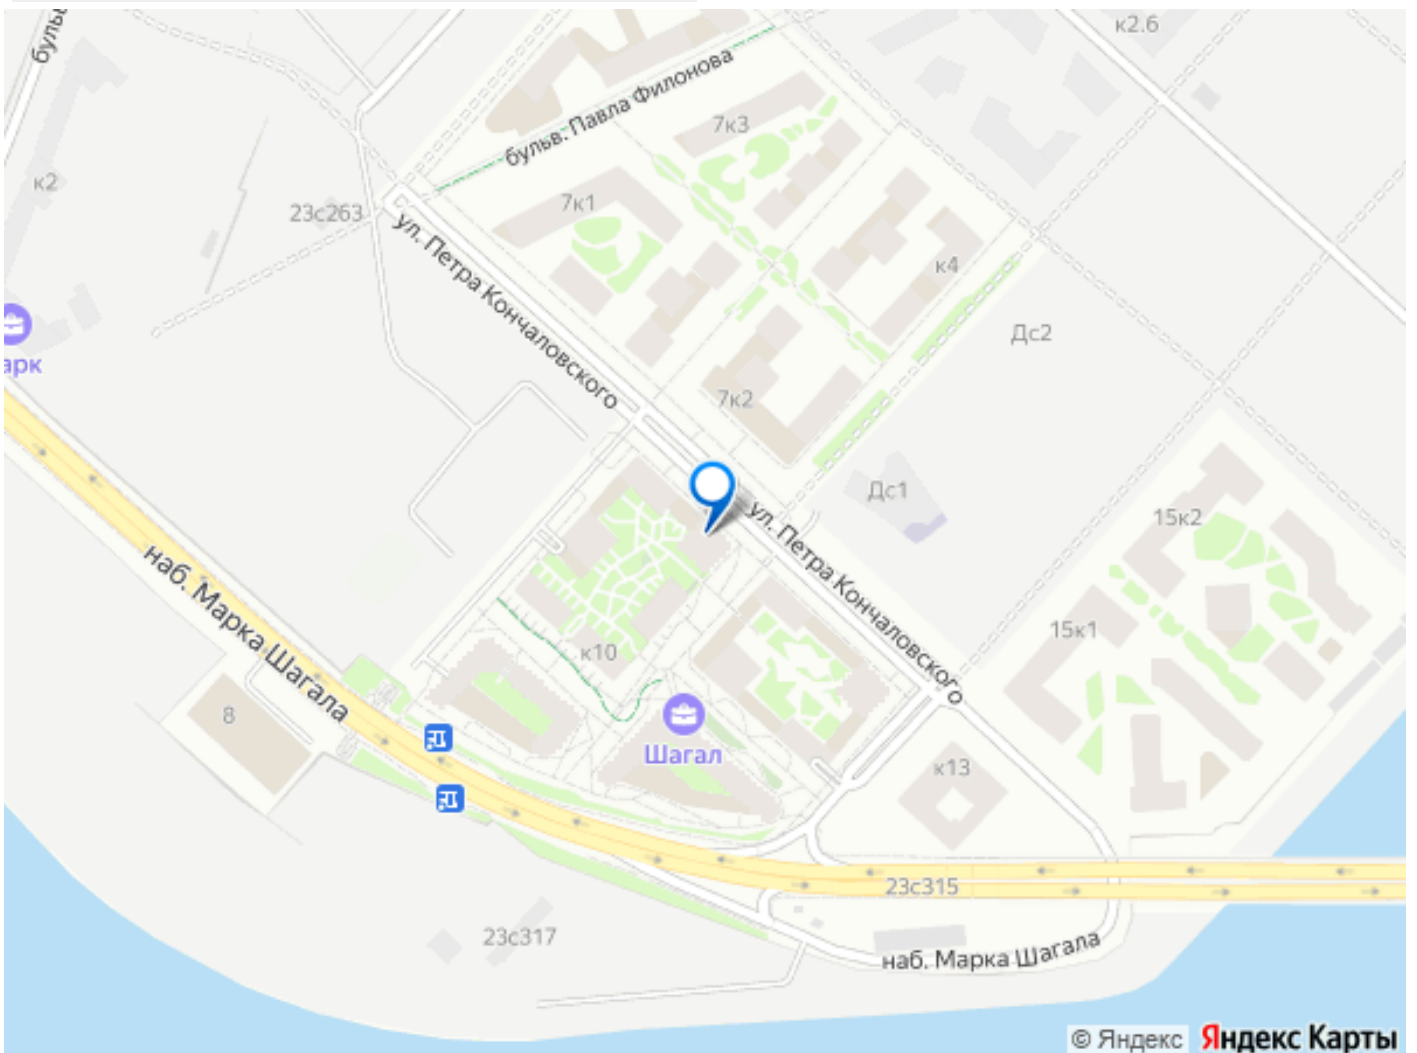 к2.6
бульв
бульв. Павла Филонова
7к3
к2
7к1
23с263
ул. Петра Кончаловского
к4
арк
Дс2
7к2
Дс1
ул. Петра Кончаловского
15к2
наб. Марка Шагала
15к1
к10
8
Шагал
к13
23с315
23с317
наб. Марка Шагала
© Яндекс Яндекс Карты